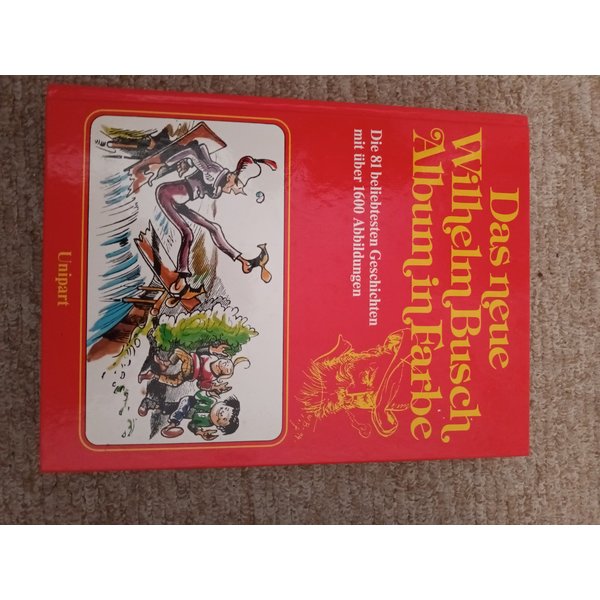 Das neue
Wilhelm Busch
Album in Farbe
Die 81 beliebtesten Geschichten
mit über 1600 Abbildungen
Unipart